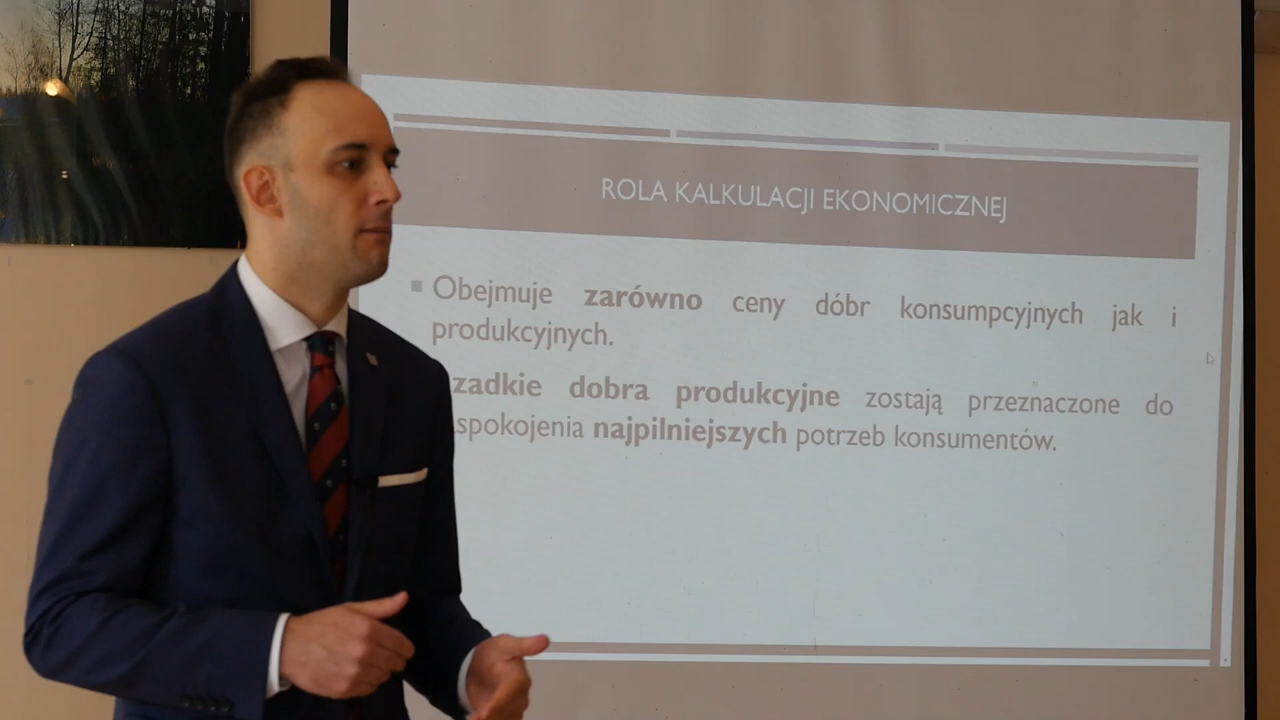 ROLA KALKULACJI EKONOMICZNEJ
Obejmuje zarówno ceny dóbr konsumpcyjnych jak i
produkcyjnych.
zadkie dobra produkcyjne zostają przeznaczone do
spokojenia najpilniejszych potrzeb konsumentów.